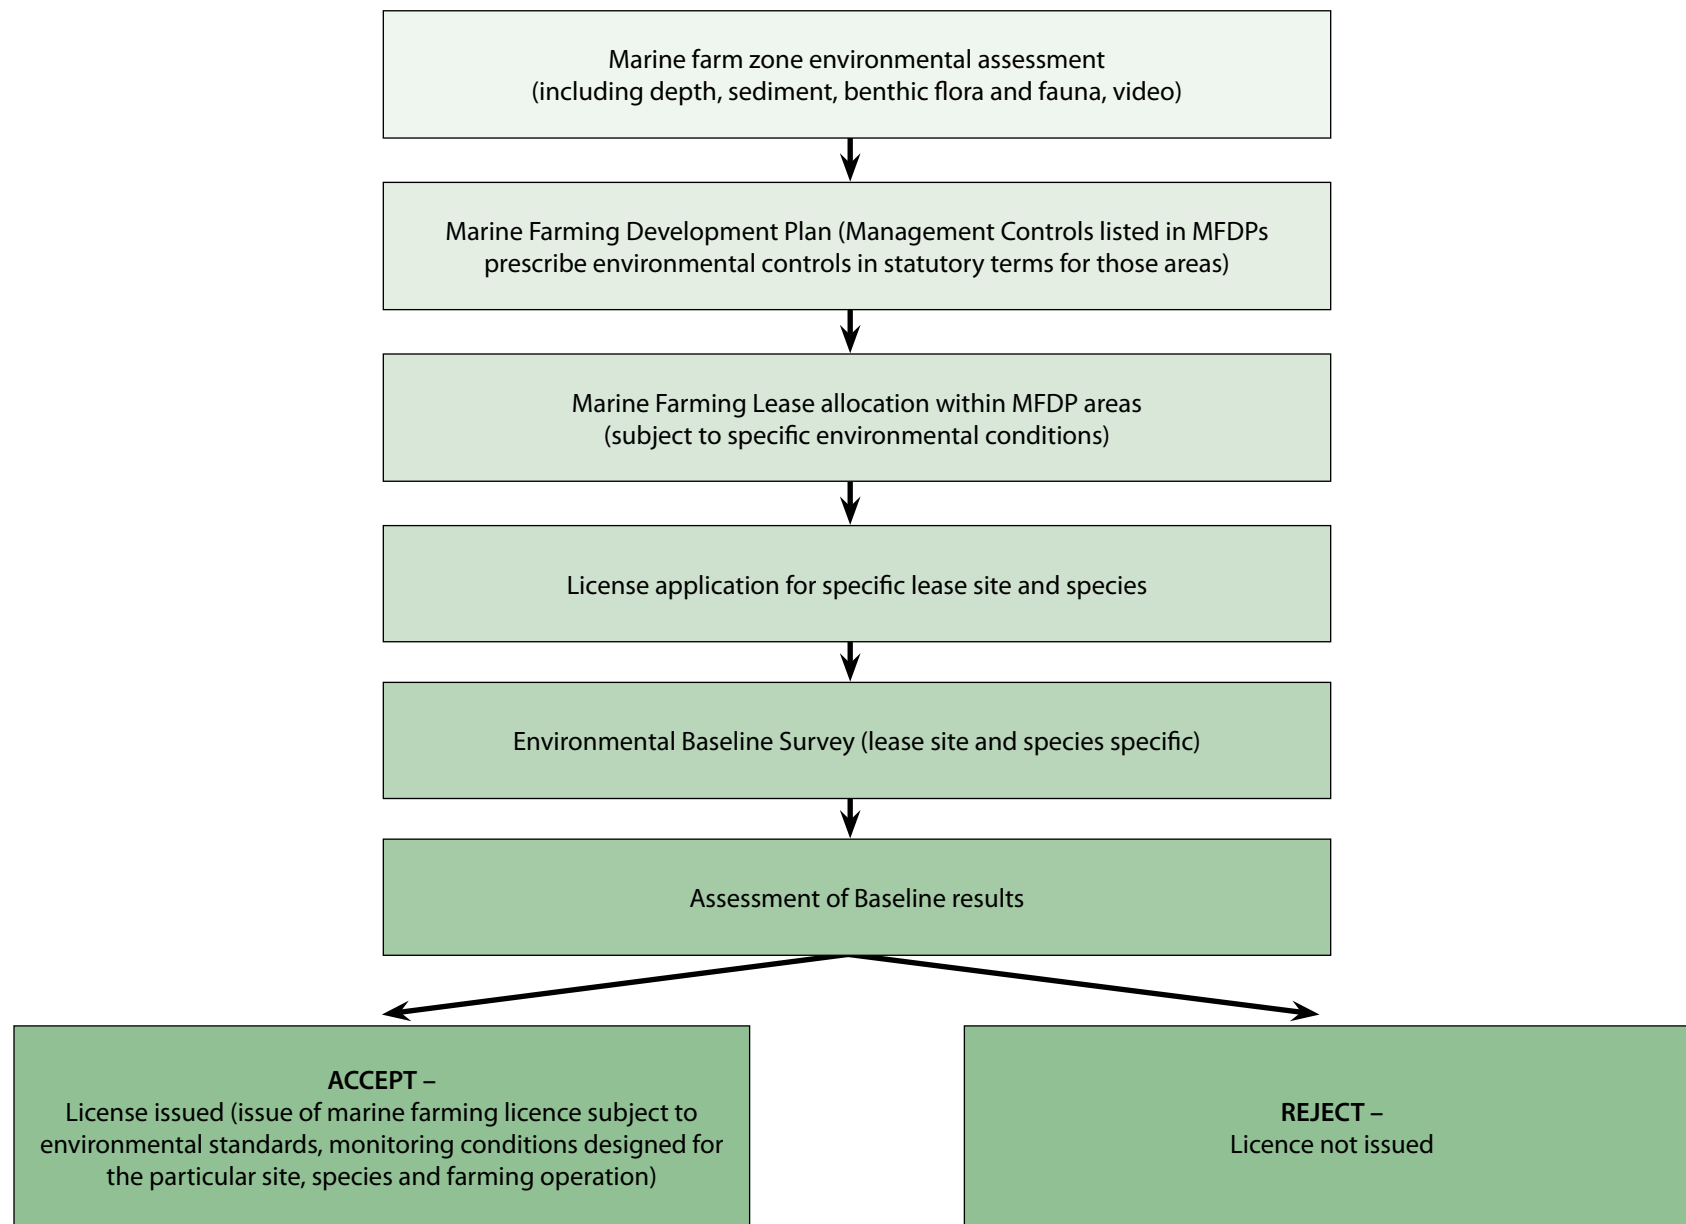 Marine farm zone environmental assessment
(including depth, sediment, benthic flora and fauna, video)
Marine Farming Development Plan (Management Controls listed in MFDPs
prescribe environmental controls in statutory terms for those areas)
Marine Farming Lease allocation within MFDP areas
(subject to specific environmental conditions)
License application for specific lease site and species
Environmental Baseline Survey (lease site and species specific)
Assessment of Baseline results
ACCEPT –
License issued (issue of marine farming licence subject to
environmental standards, monitoring conditions designed for
the particular site, species and farming operation)
REJECT –
Licence not issued